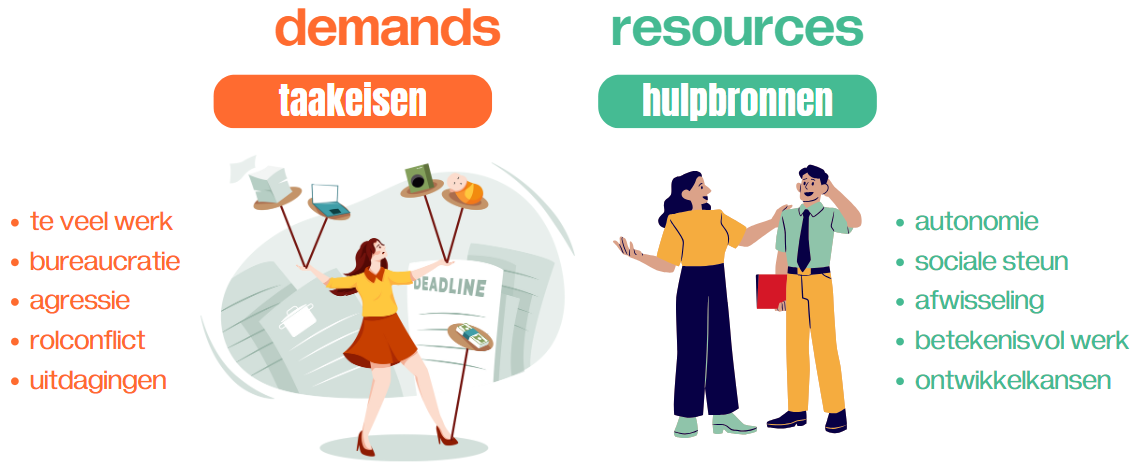 demands
taakeisen
te veel werk
bureaucratie
agressie
rolconflict
uitdagingen
DEADLINE
resources
hulpbronnen
autonomie
sociale steun
afwisseling
betekenisvol werk
ontwikkelkansen